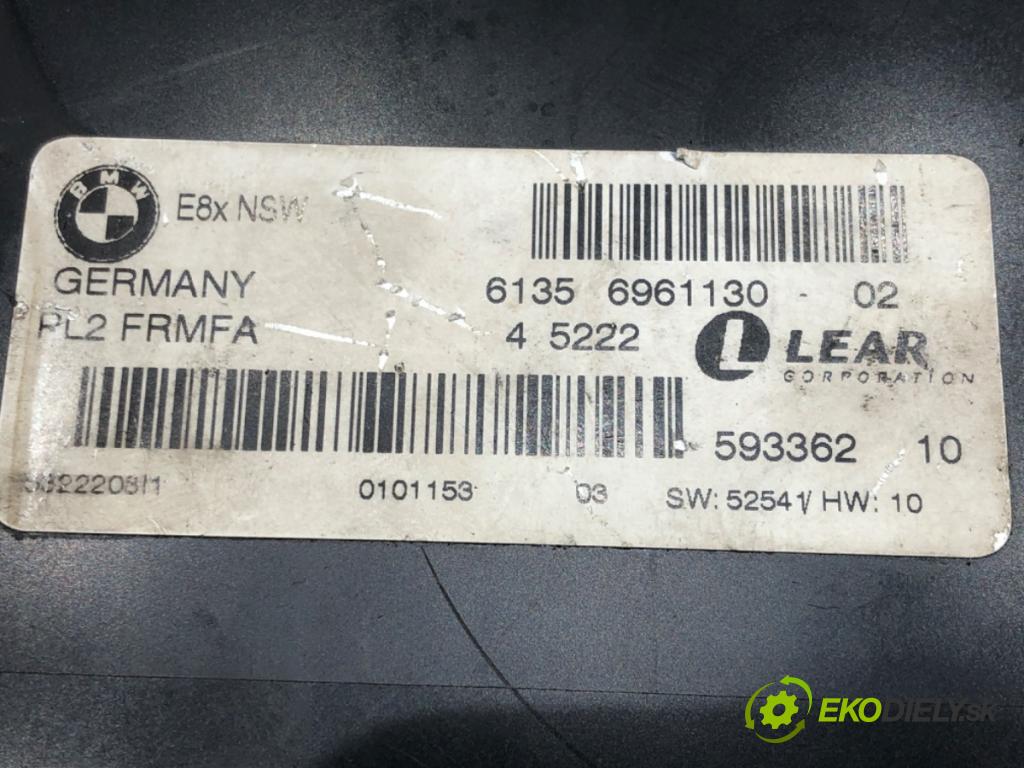 BMW
E8x NSW
GERMANY 6135 6961130 - 02
PL2 FRMFA 4 5222 LEAR
CORPORATION
593362 10
0101153 03 SW: 52541/ HW: 10
EKODIELY.SK